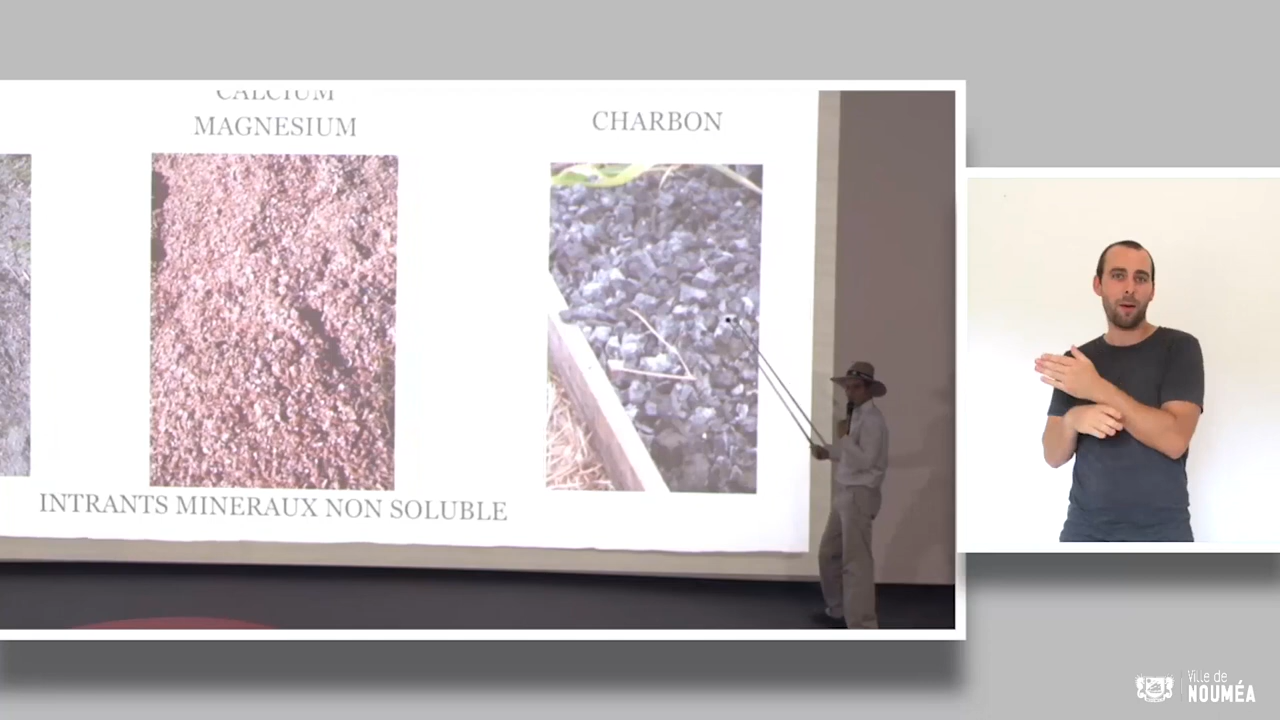 CALCIUM
MAGNESIUM
CHARBON
INTRANTS MINERAUX NON SOLUBLE
Ville de
NOUMÉA